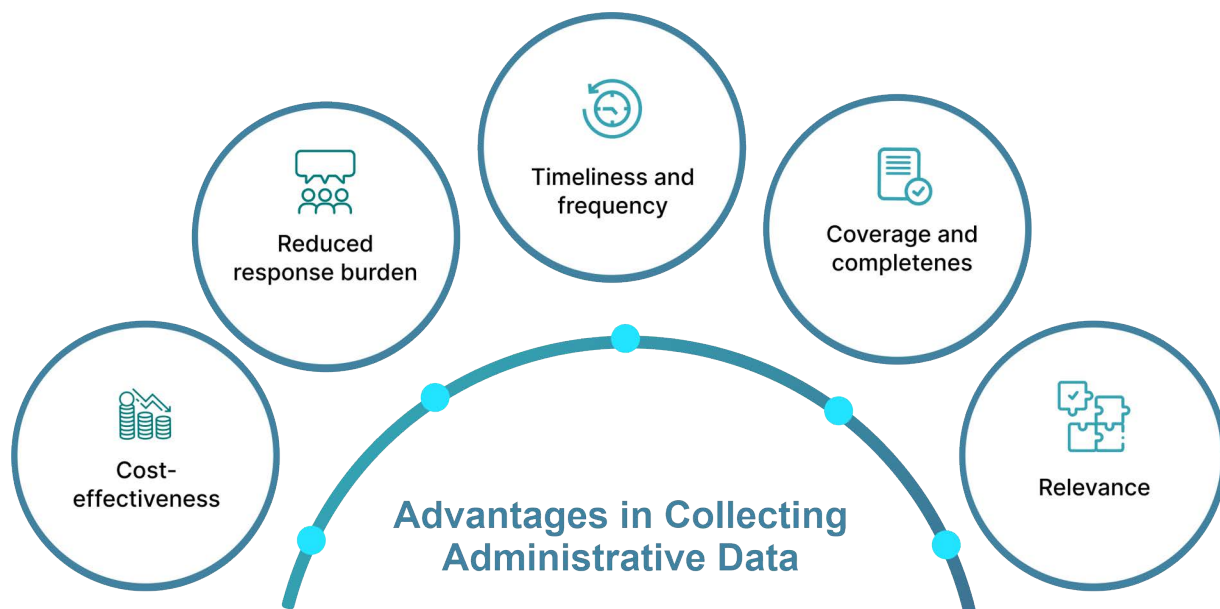 Cost-
effectiveness
Reduced
response burden
Timeliness and
frequency
Coverage and
completenes
Relevance
Advantages in Collecting
Administrative Data